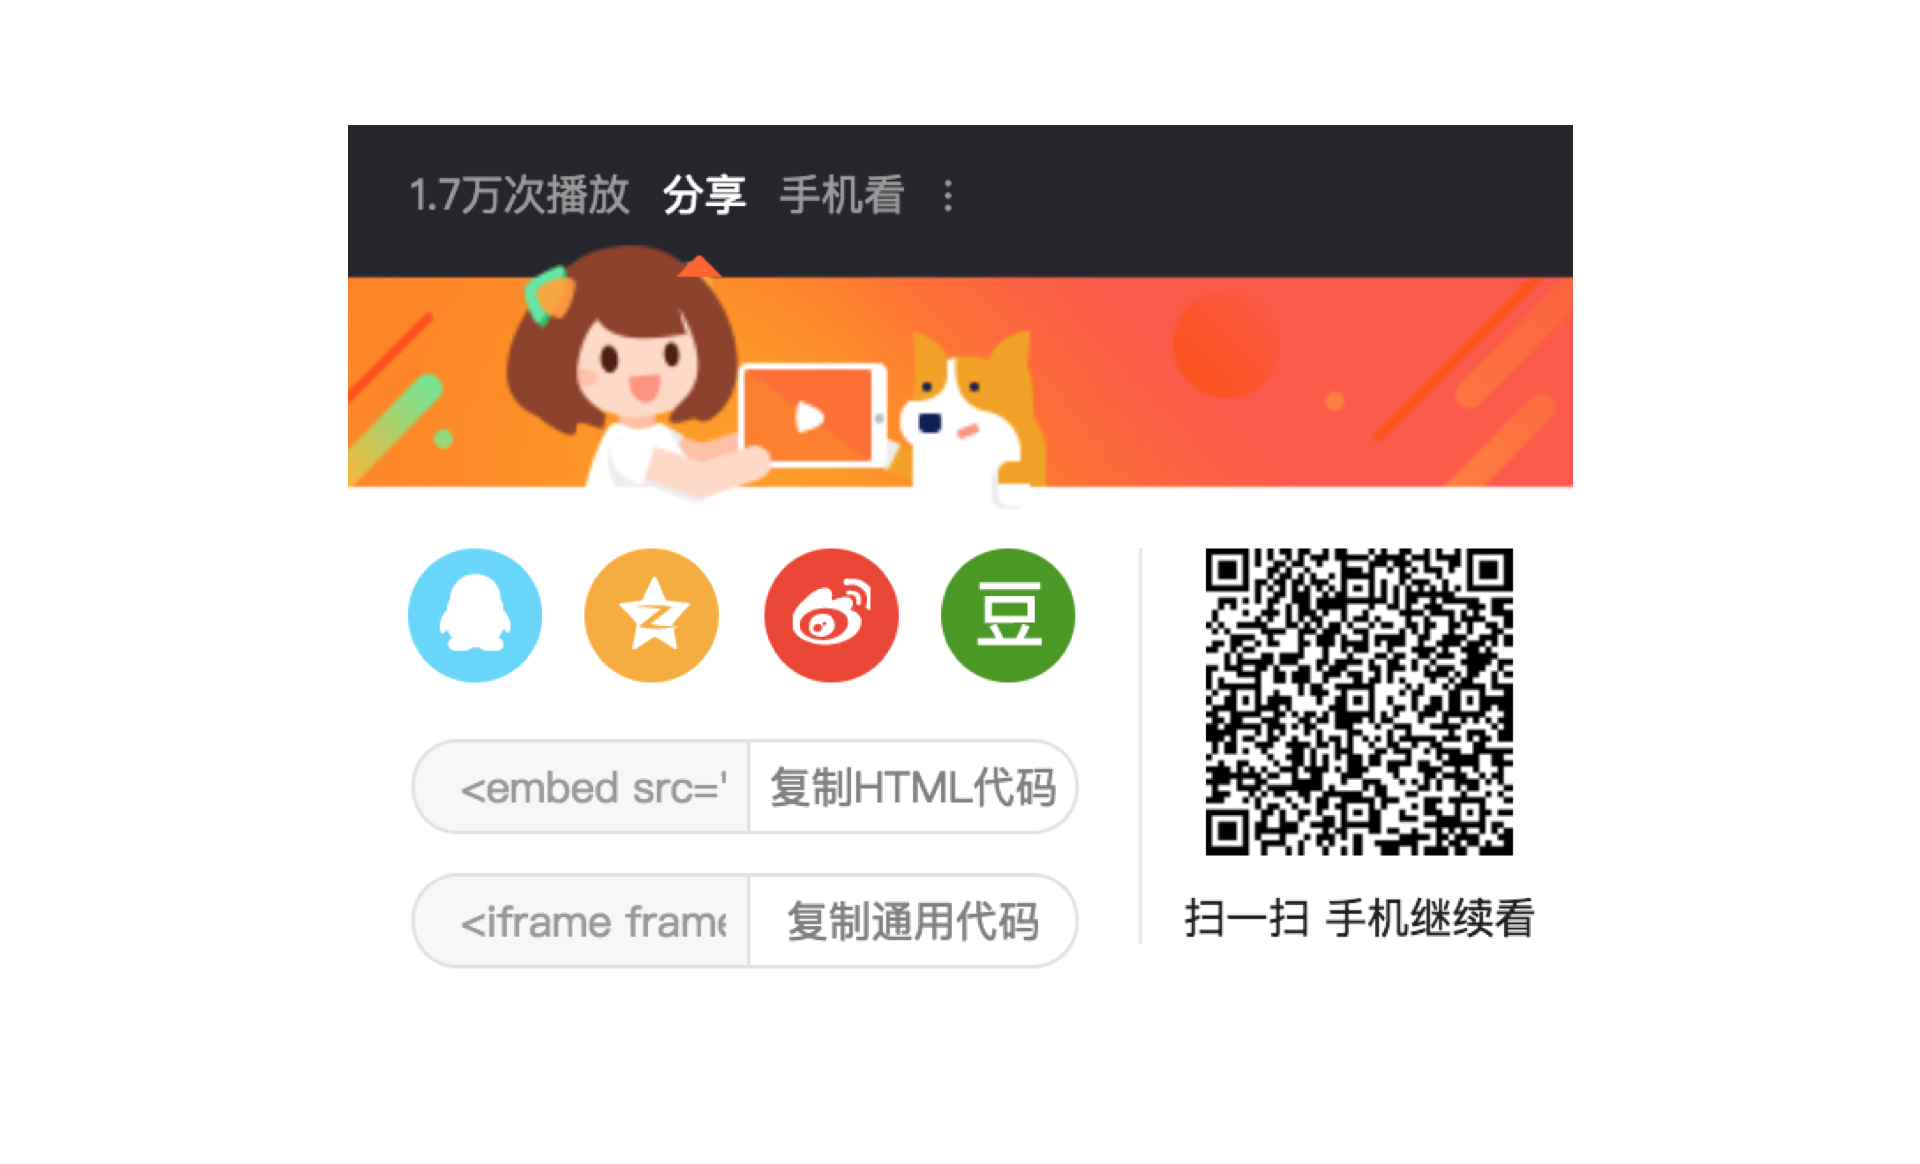 1.7万次播放 分享 手机看
豆
<embed src='
复制HTML代码
<iframe frame
复制通用代码
扫一扫 手机继续看